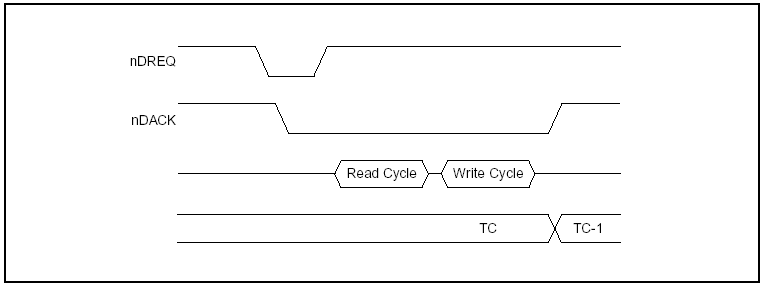 nDREQ
nDACK
Read Cycle Write Cycle
TC TC-1